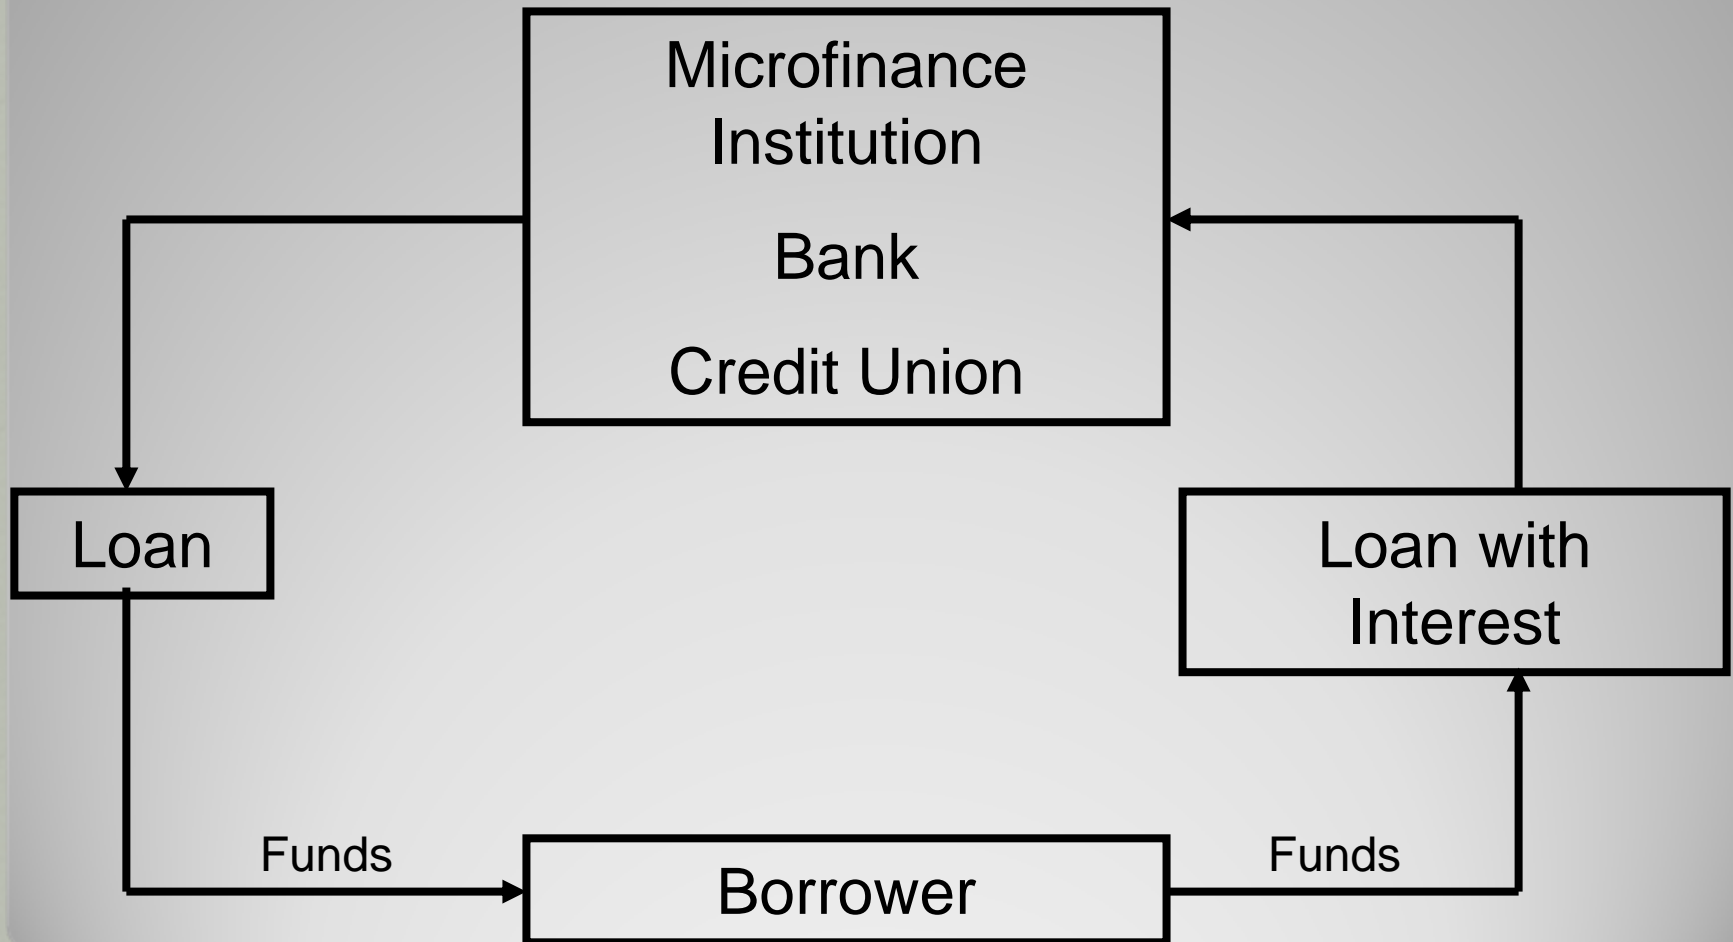 Microfinance
Institution
Bank
Credit Union
Loan
Loan with
Interest
Funds
Borrower
Funds